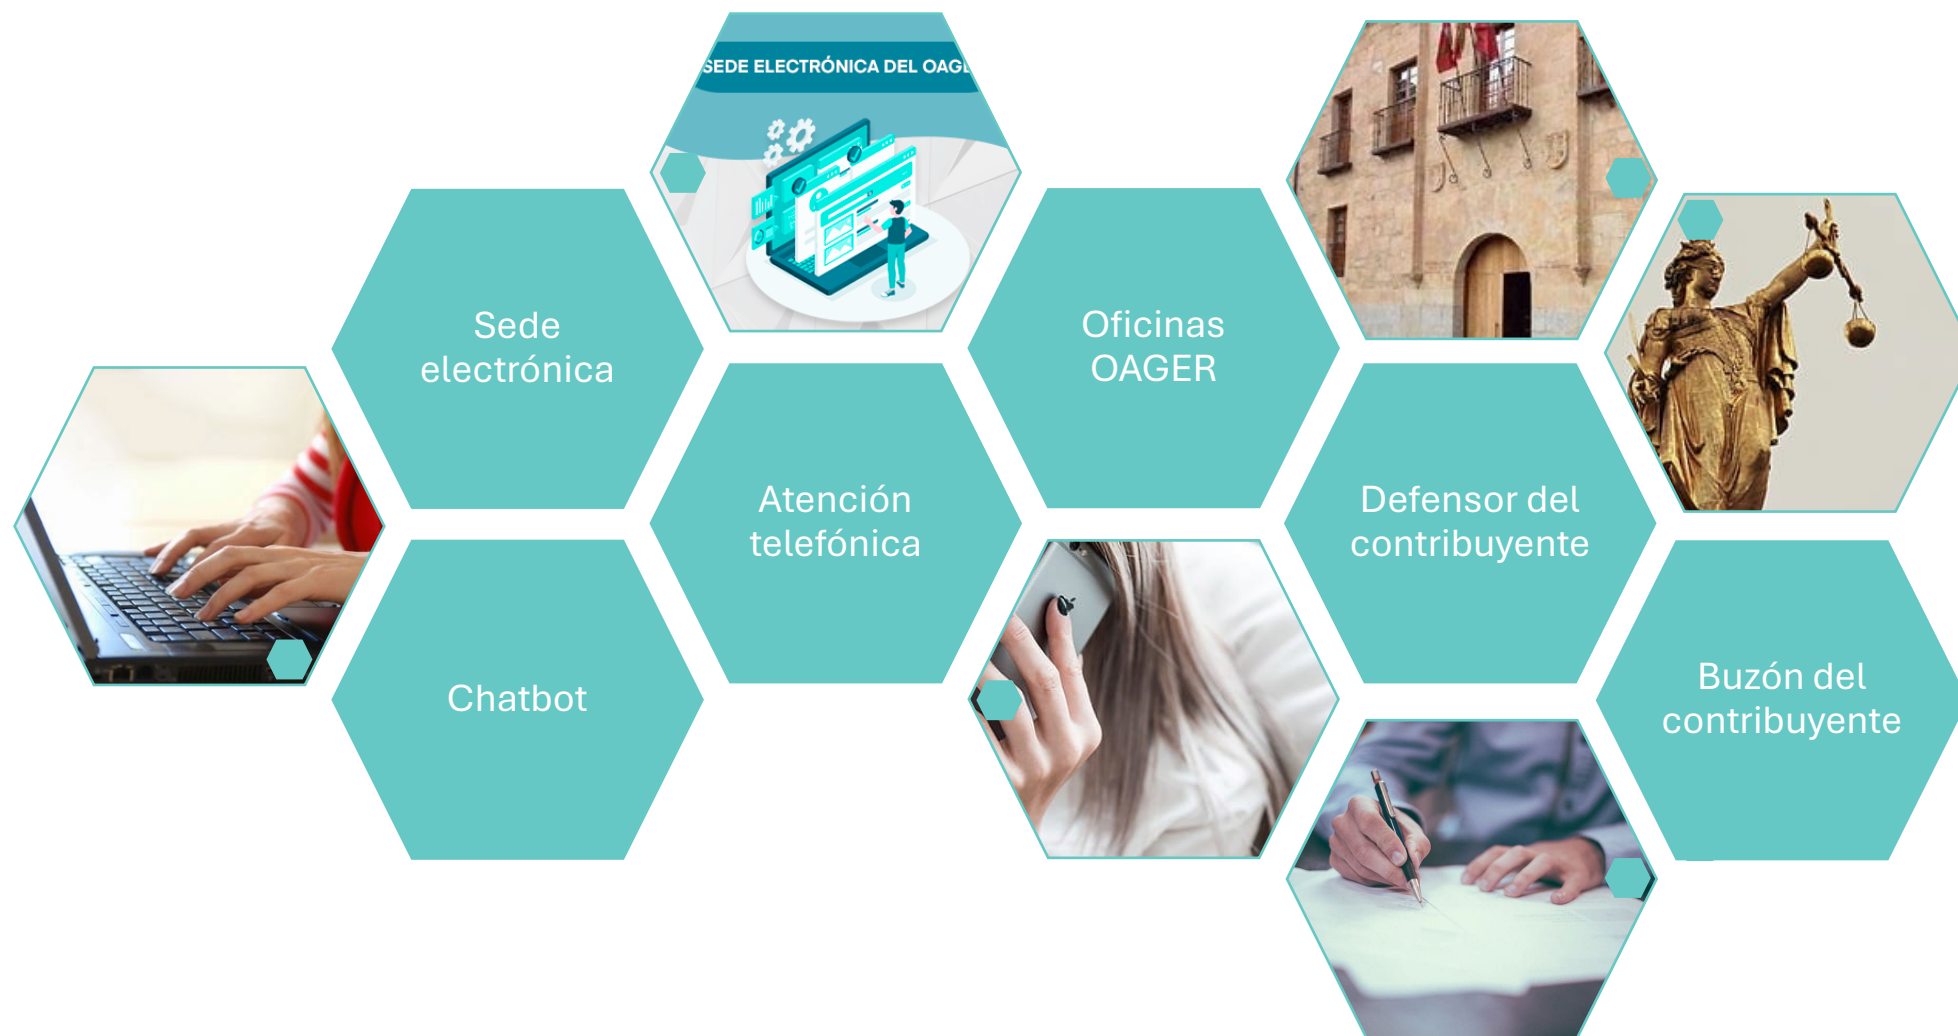 SEDE ELECTRÓNICA DEL OAGE
Sede
electrónica
Oficinas
OAGER
Atención
telefónica
Defensor del
contribuyente
Chatbot
Buzón del
contribuyente